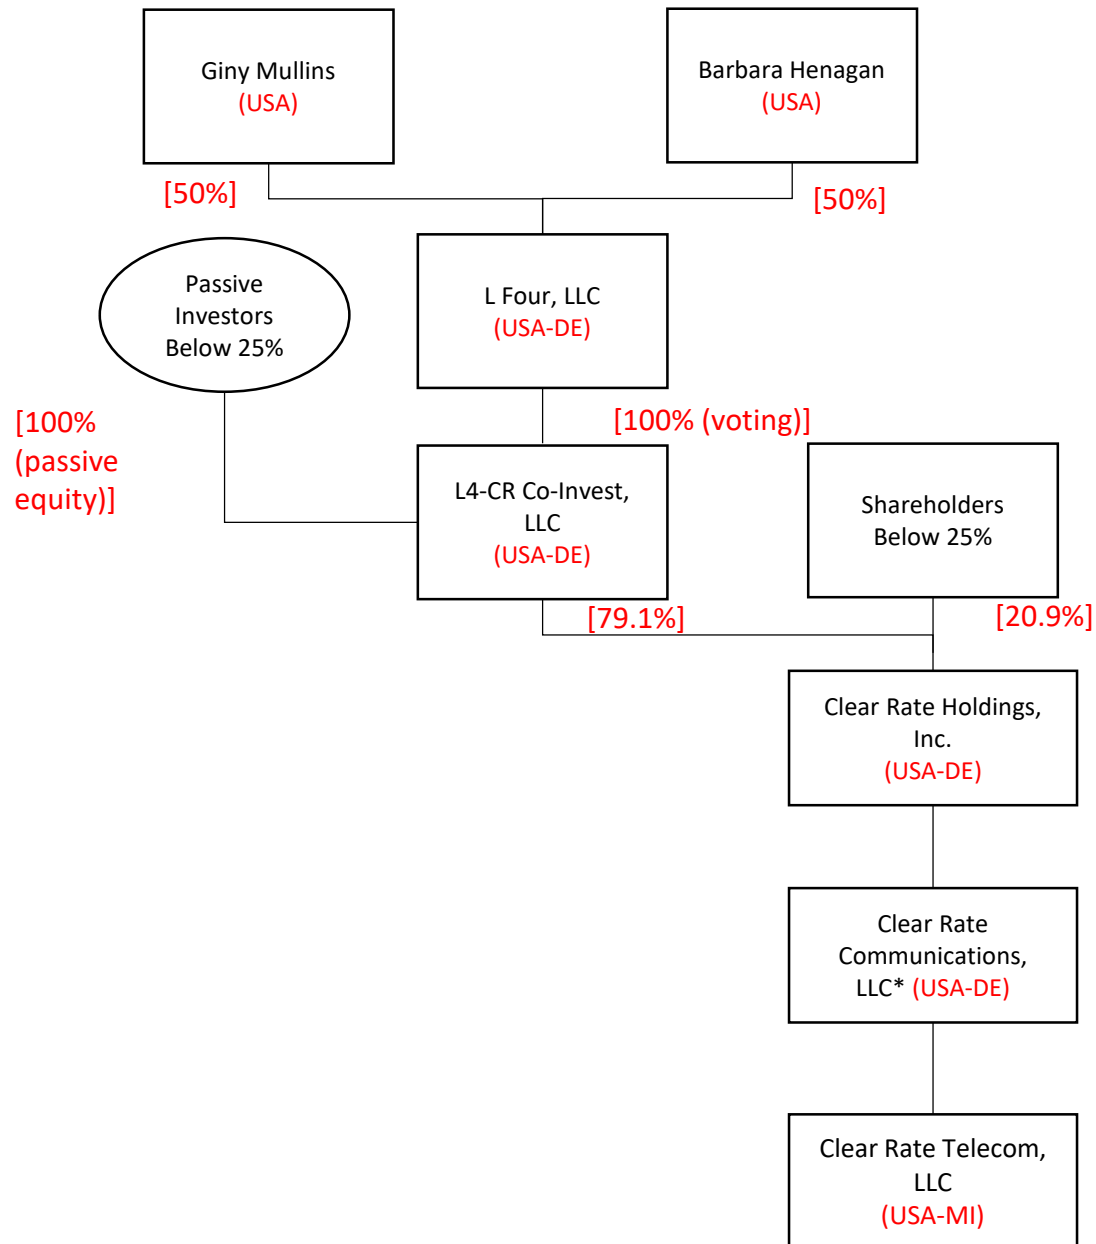 Giny Mullins
(USA)
Barbara Henagan
(USA)
[50%]
[50%]
Passive
Investors
Below 25%
L Four, LLC
(USA-DE)
[100%
(passive
equity)]
[100% (voting)]
L4-CR Co-Invest,
LLC
(USA-DE)
Shareholders
Below 25%
[79.1%]
[20.9%]
Clear Rate Holdings,
Inc.
(USA-DE)
Clear Rate
Communications,
LLC* (USA-DE)
Clear Rate Telecom,
LLC
(USA-MI)